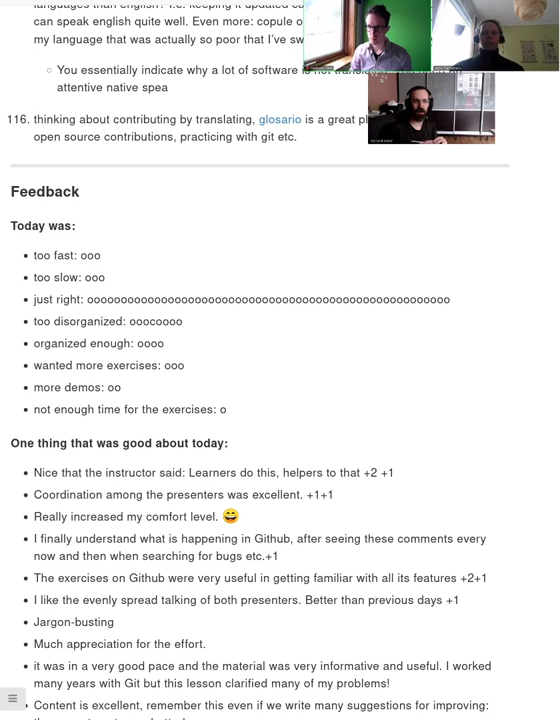 can speak english quite well. Even more: copule o
my language that was actually so poor that I've sw
You essentially indicate why a lot of software is not
attentive native spea
116. thinking about contributing by translating, glosario is a great pl
open source contributions, practicing with git etc.
Feedback
Today was:
too fast: ooo
too slow: ooo
just right: oooooooooooooooooooooooooooooooooooooooooooooooooooooo
too disorganized: ooocoooo
organized enough: oooo
wanted more exercises: ooo
more demos: oo
not enough time for the exercises: o
One thing that was good about today:
Nice that the instructor said: Learners do this, helpers to that +2 +1
Coordination among the presenters was excellent. +1+1
Really increased my comfort level. 😄
I finally understand what is happening in Github, after seeing these comments every
now and then when searching for bugs etc.+1
The exercises on Github were very useful in getting familiar with all its features +2+1
I like the evenly spread talking of both presenters. Better than previous days +1
Jargon-busting
Much appreciation for the effort.
it was in a very good pace and the material was very informative and useful. I worked
many years with Git but this lesson clarified many of my problems!
Content is excellent, remember this even if we write many suggestions for improving: